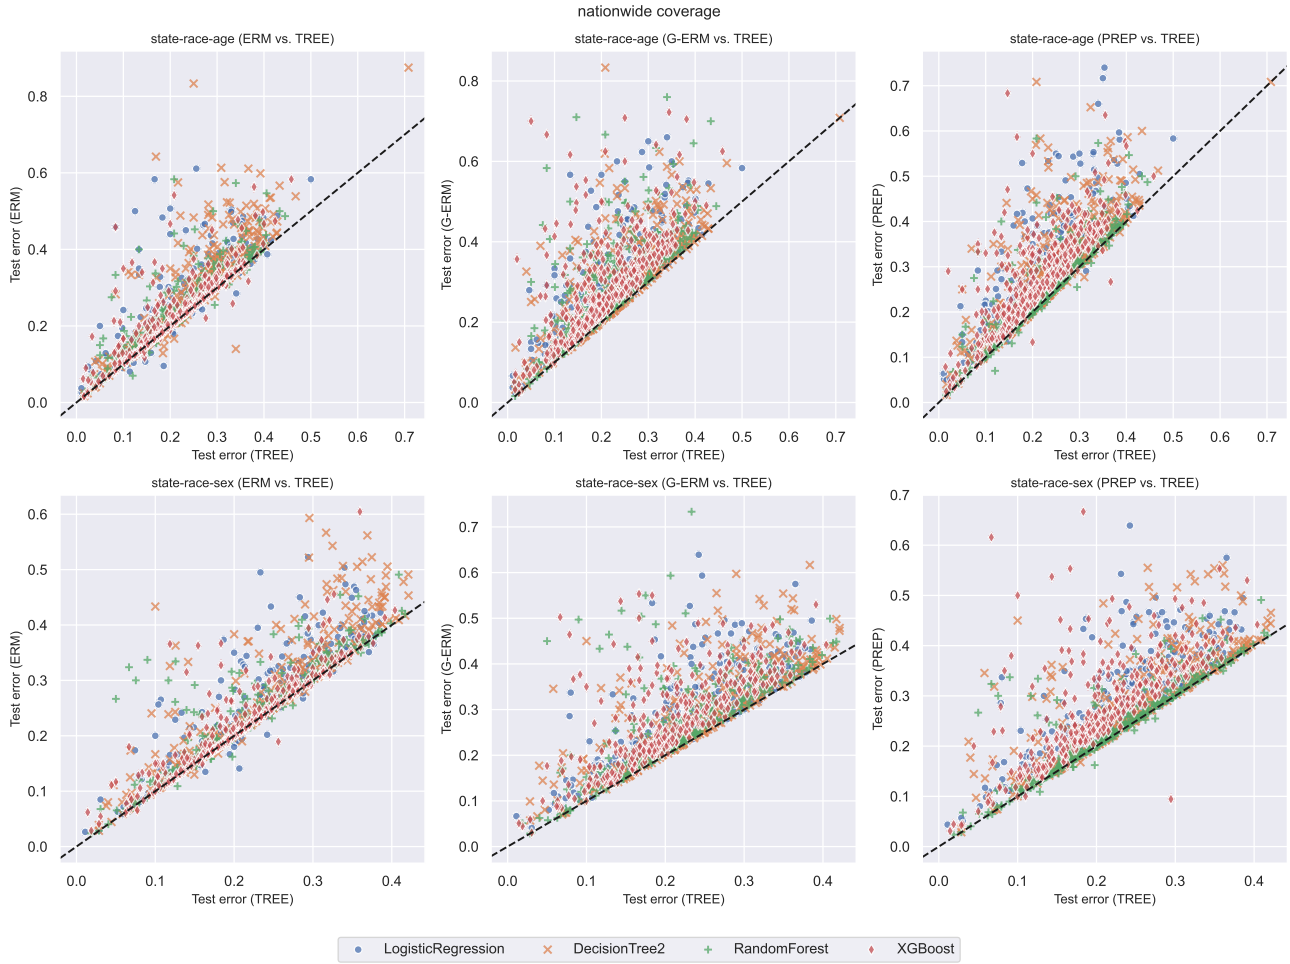 nationwide coverage
state-race-age (ERM vs. TREE)
Test error (ERM)
0.8
0.6
0.4
0.2
0.0
0.0 0.1 0.2 0.3 0.4 0.5 0.6 0.7
Test error (TREE)
state-race-age (G-ERM vs. TREE)
Test error (G-ERM)
0.8
0.6
0.4
0.2
0.0
0.0 0.1 0.2 0.3 0.4 0.5 0.6 0.7
Test error (TREE)
state-race-age (PREP vs. TREE)
Test error (PREP)
0.7
0.6
0.5
0.4
0.3
0.2
0.1
0.0
0.0 0.1 0.2 0.3 0.4 0.5 0.6 0.7
Test error (TREE)
state-race-sex (ERM vs. TREE)
Test error (ERM)
0.6
0.5
0.4
0.3
0.2
0.1
0.0
0.0 0.1 0.2 0.3 0.4
Test error (TREE)
state-race-sex (G-ERM vs. TREE)
Test error (G-ERM)
0.7
0.6
0.5
0.4
0.3
0.2
0.1
0.0
0.0 0.1 0.2 0.3 0.4
Test error (TREE)
state-race-sex (PREP vs. TREE)
Test error (PREP)
0.7
0.6
0.5
0.4
0.3
0.2
0.1
0.0
0.0 0.1 0.2 0.3 0.4
Test error (TREE)
LogisticRegression DecisionTree2 RandomForest XGBoost